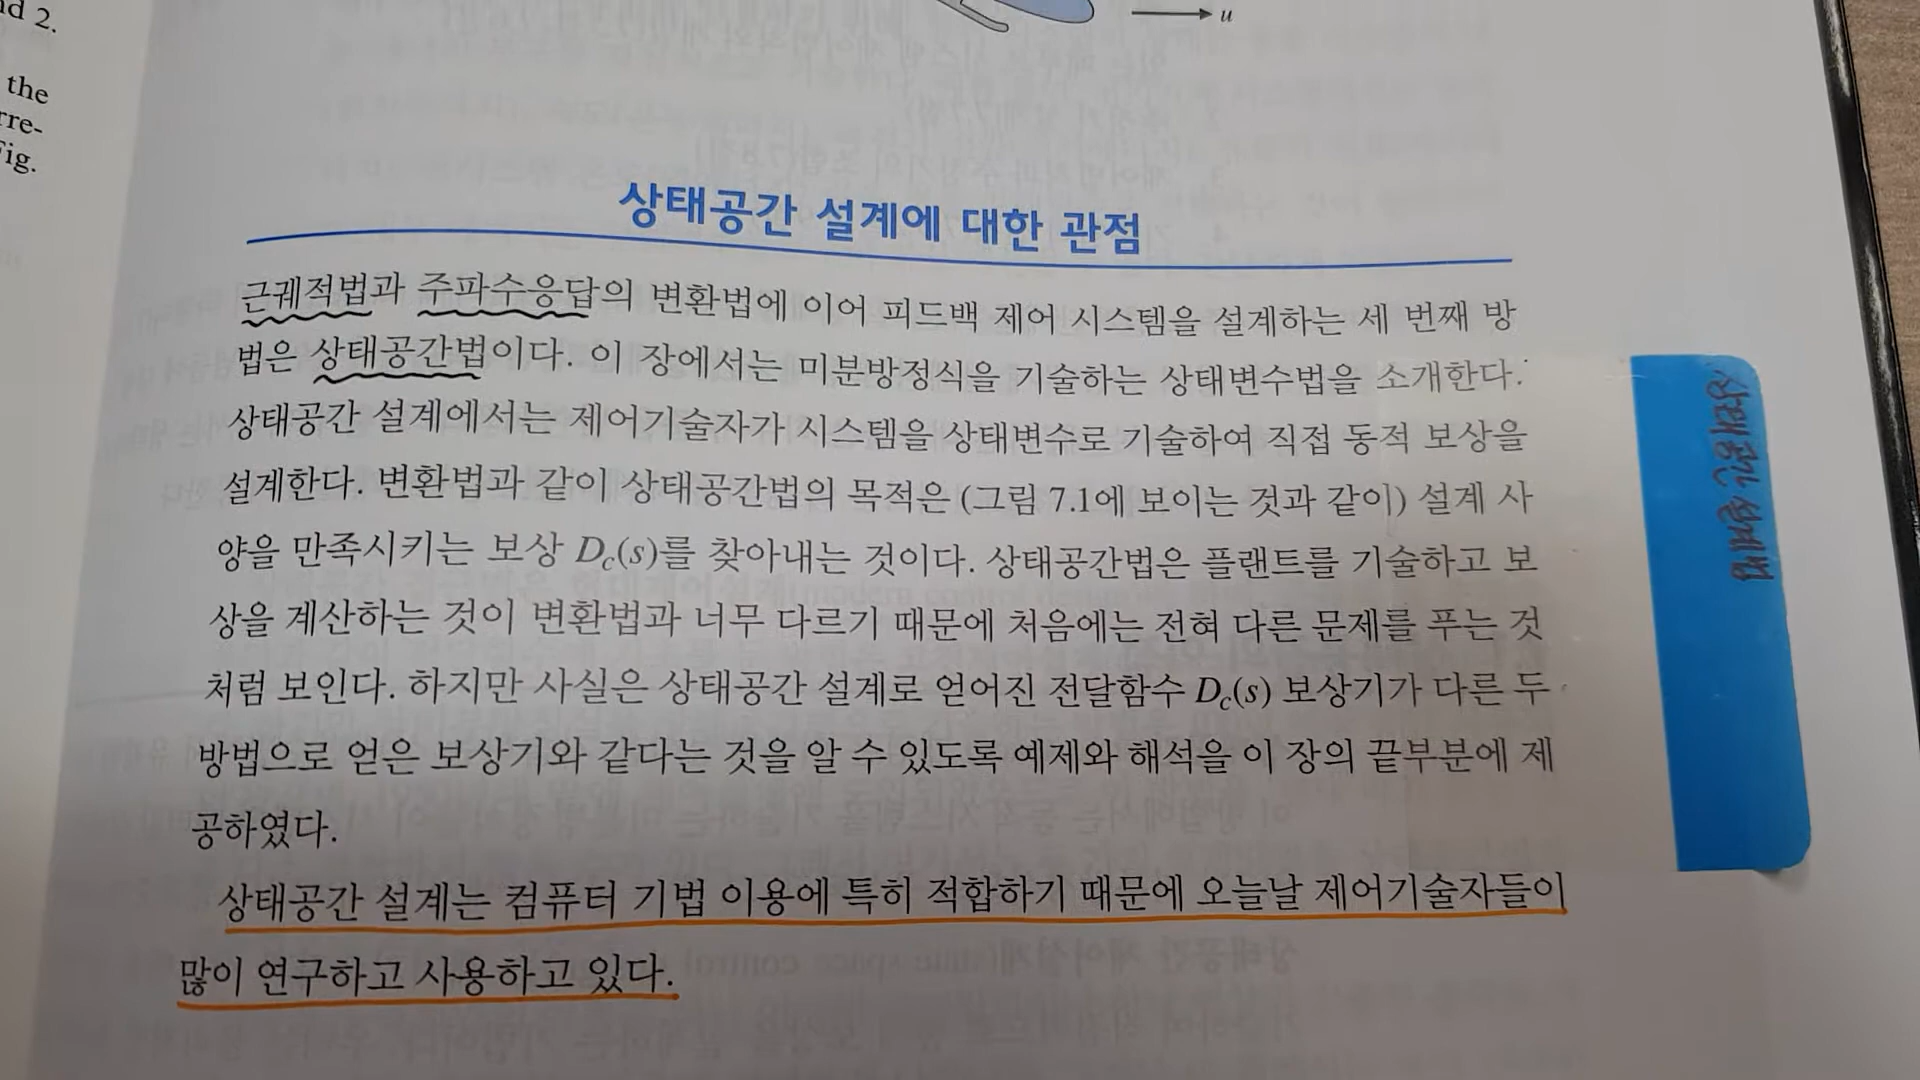 nd 2.
the
rre-
Fig.
u
상태공간 설계에 대한 관점
근궤적법과 주파수응답의 변환법에 이어 피드백 제어 시스템을 설계하는 세 번째 방
법은 상태공간법이다. 이 장에서는 미분방정식을 기술하는 상태변수법을 소개한다.
상태공간 설계에서는 제어기술자가 시스템을 상태변수로 기술하여 직접 동적 보상을
설계한다. 변환법과 같이 상태공간법의 목적은 (그림 7.1에 보이는 것과 같이) 설계 사
양을 만족시키는 보상 Dc(s)를 찾아내는 것이다. 상태공간법은 플랜트를 기술하고 보
상을 계산하는 것이 변환법과 너무 다르기 때문에 처음에는 전혀 다른 문제를 푸는 것
처럼 보인다. 하지만 사실은 상태공간 설계로 얻어진 전달함수 Dc(s) 보상기가 다른 두
방법으로 얻은 보상기와 같다는 것을 알 수 있도록 예제와 해석을 이 장의 끝부분에 제
공하였다.
상태공간 설계는 컴퓨터 기법 이용에 특히 적합하기 때문에 오늘날 제어기술자들이
많이 연구하고 사용하고 있다.
상태공간 설계법